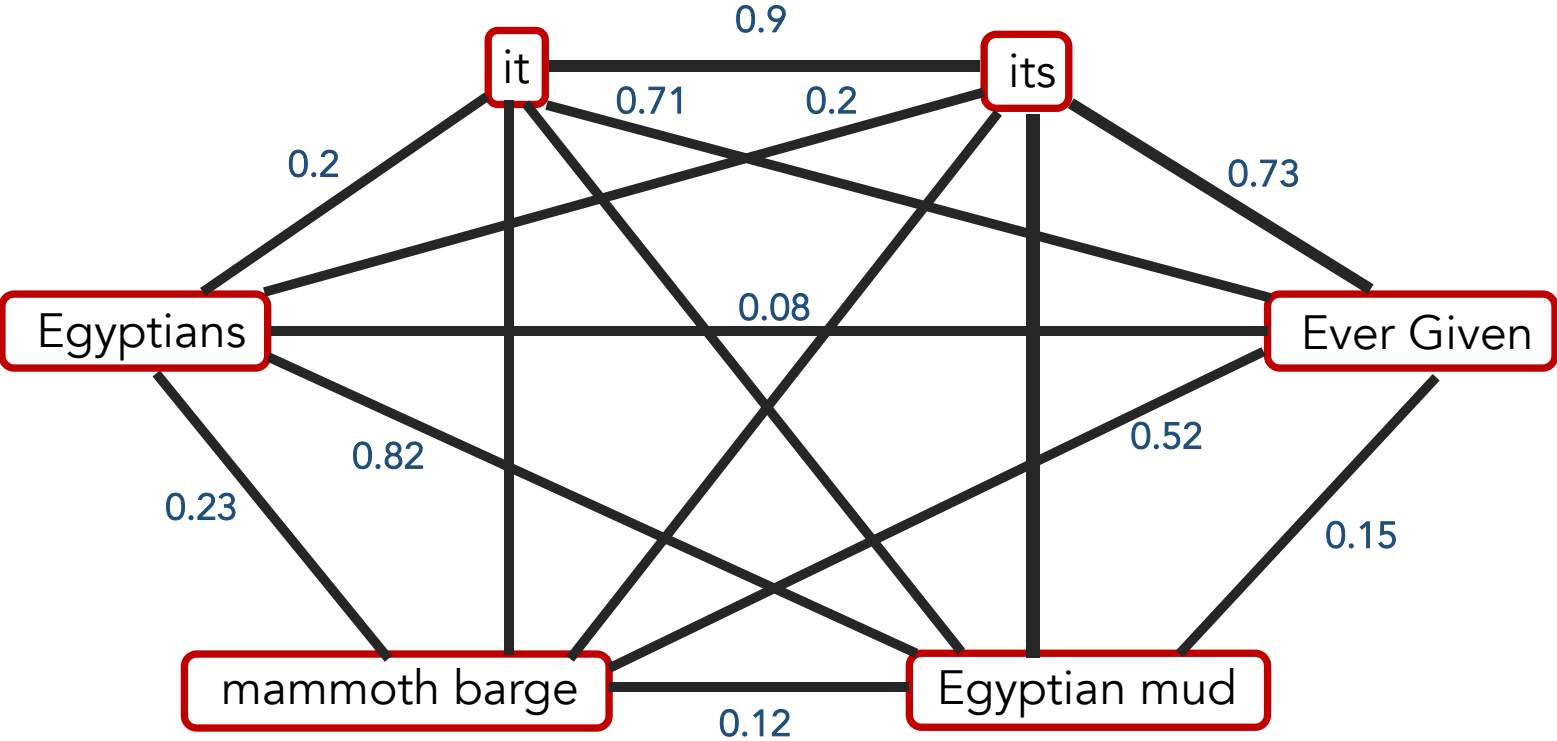 0.9
it
its
0.71
0.2
0.2
0.73
0.08
Egyptians
Ever Given
0.82
0.52
0.23
0.15
mammoth barge
Egyptian mud
0.12